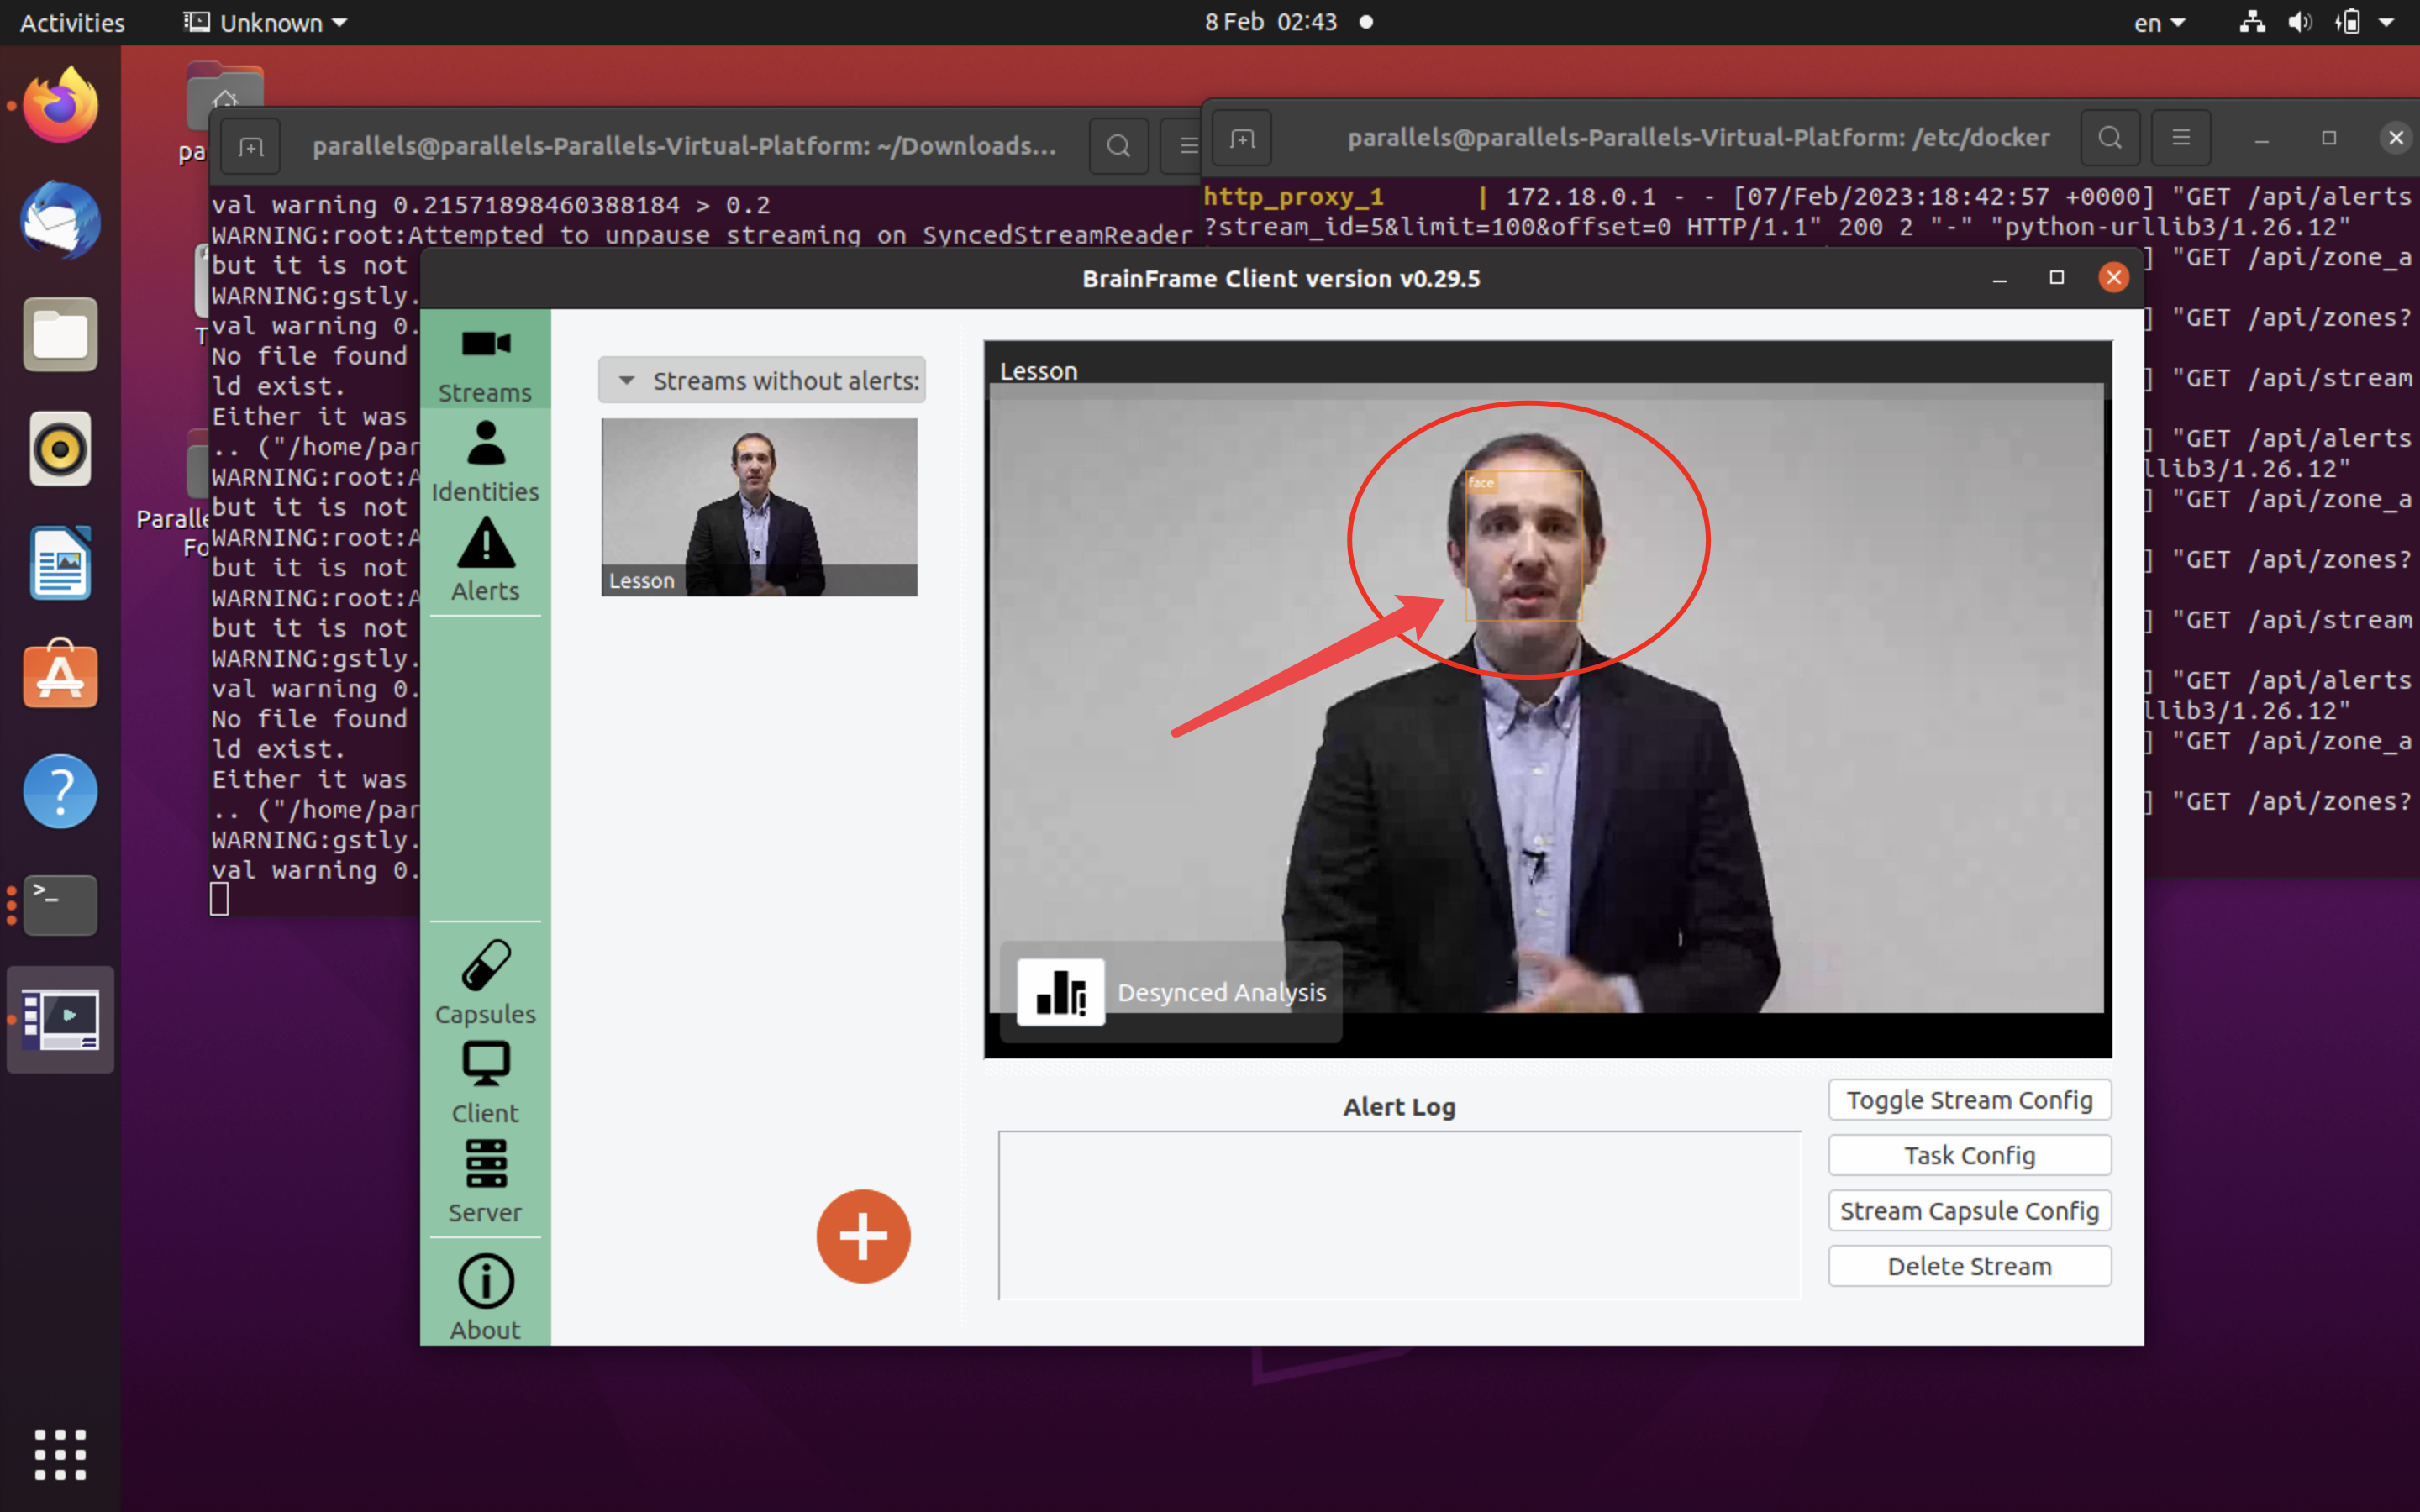 Activities
Unknown
8 Feb 02:43
en
pa
parallels@parallels-Parallels-Virtual-Platform: ~/Downloads...
val warning 0.21571898460388184 > 0.2
WARNING:root:Attempted to unpause streaming on SyncedStreamReader
but it is not
WARNING:gstly.
val warning 0.
No file found
ld exist.
Either it was
.. ("/home/par
WARNING:root:A
but it is not
WARNING:root:A
but it is not
WARNING:root:A
but it is not
WARNING:gstly.
val warning 0.
No file found
ld exist.
Either it was
.. ("/home/par
WARNING:gstly.
val warning 0.
T
Paralle
Fo
parallels@parallels-Parallels-Virtual-Platform: /etc/docker
http_proxy_1 | 172.18.0.1 - - [07/Feb/2023:18:42:57 +0000] "GET /api/alerts
?stream_id=5&limit=100&offset=0 HTTP/1.1" 200 2 "-" "python-urllib3/1.26.12"
] "GET /api/zone_a
] "GET /api/zones?
] "GET /api/stream
] "GET /api/alerts
llib3/1.26.12"
] "GET /api/zone_a
] "GET /api/zones?
] "GET /api/stream
] "GET /api/alerts
llib3/1.26.12"
] "GET /api/zone_a
] "GET /api/zones?
BrainFrame Client version v0.29.5
Streams
Identities
Alerts
Capsules
Client
Server
About
Streams without alerts:
Lesson
Lesson
face
Desynced Analysis
Alert Log
Toggle Stream Config
Task Config
Stream Capsule Config
Delete Stream